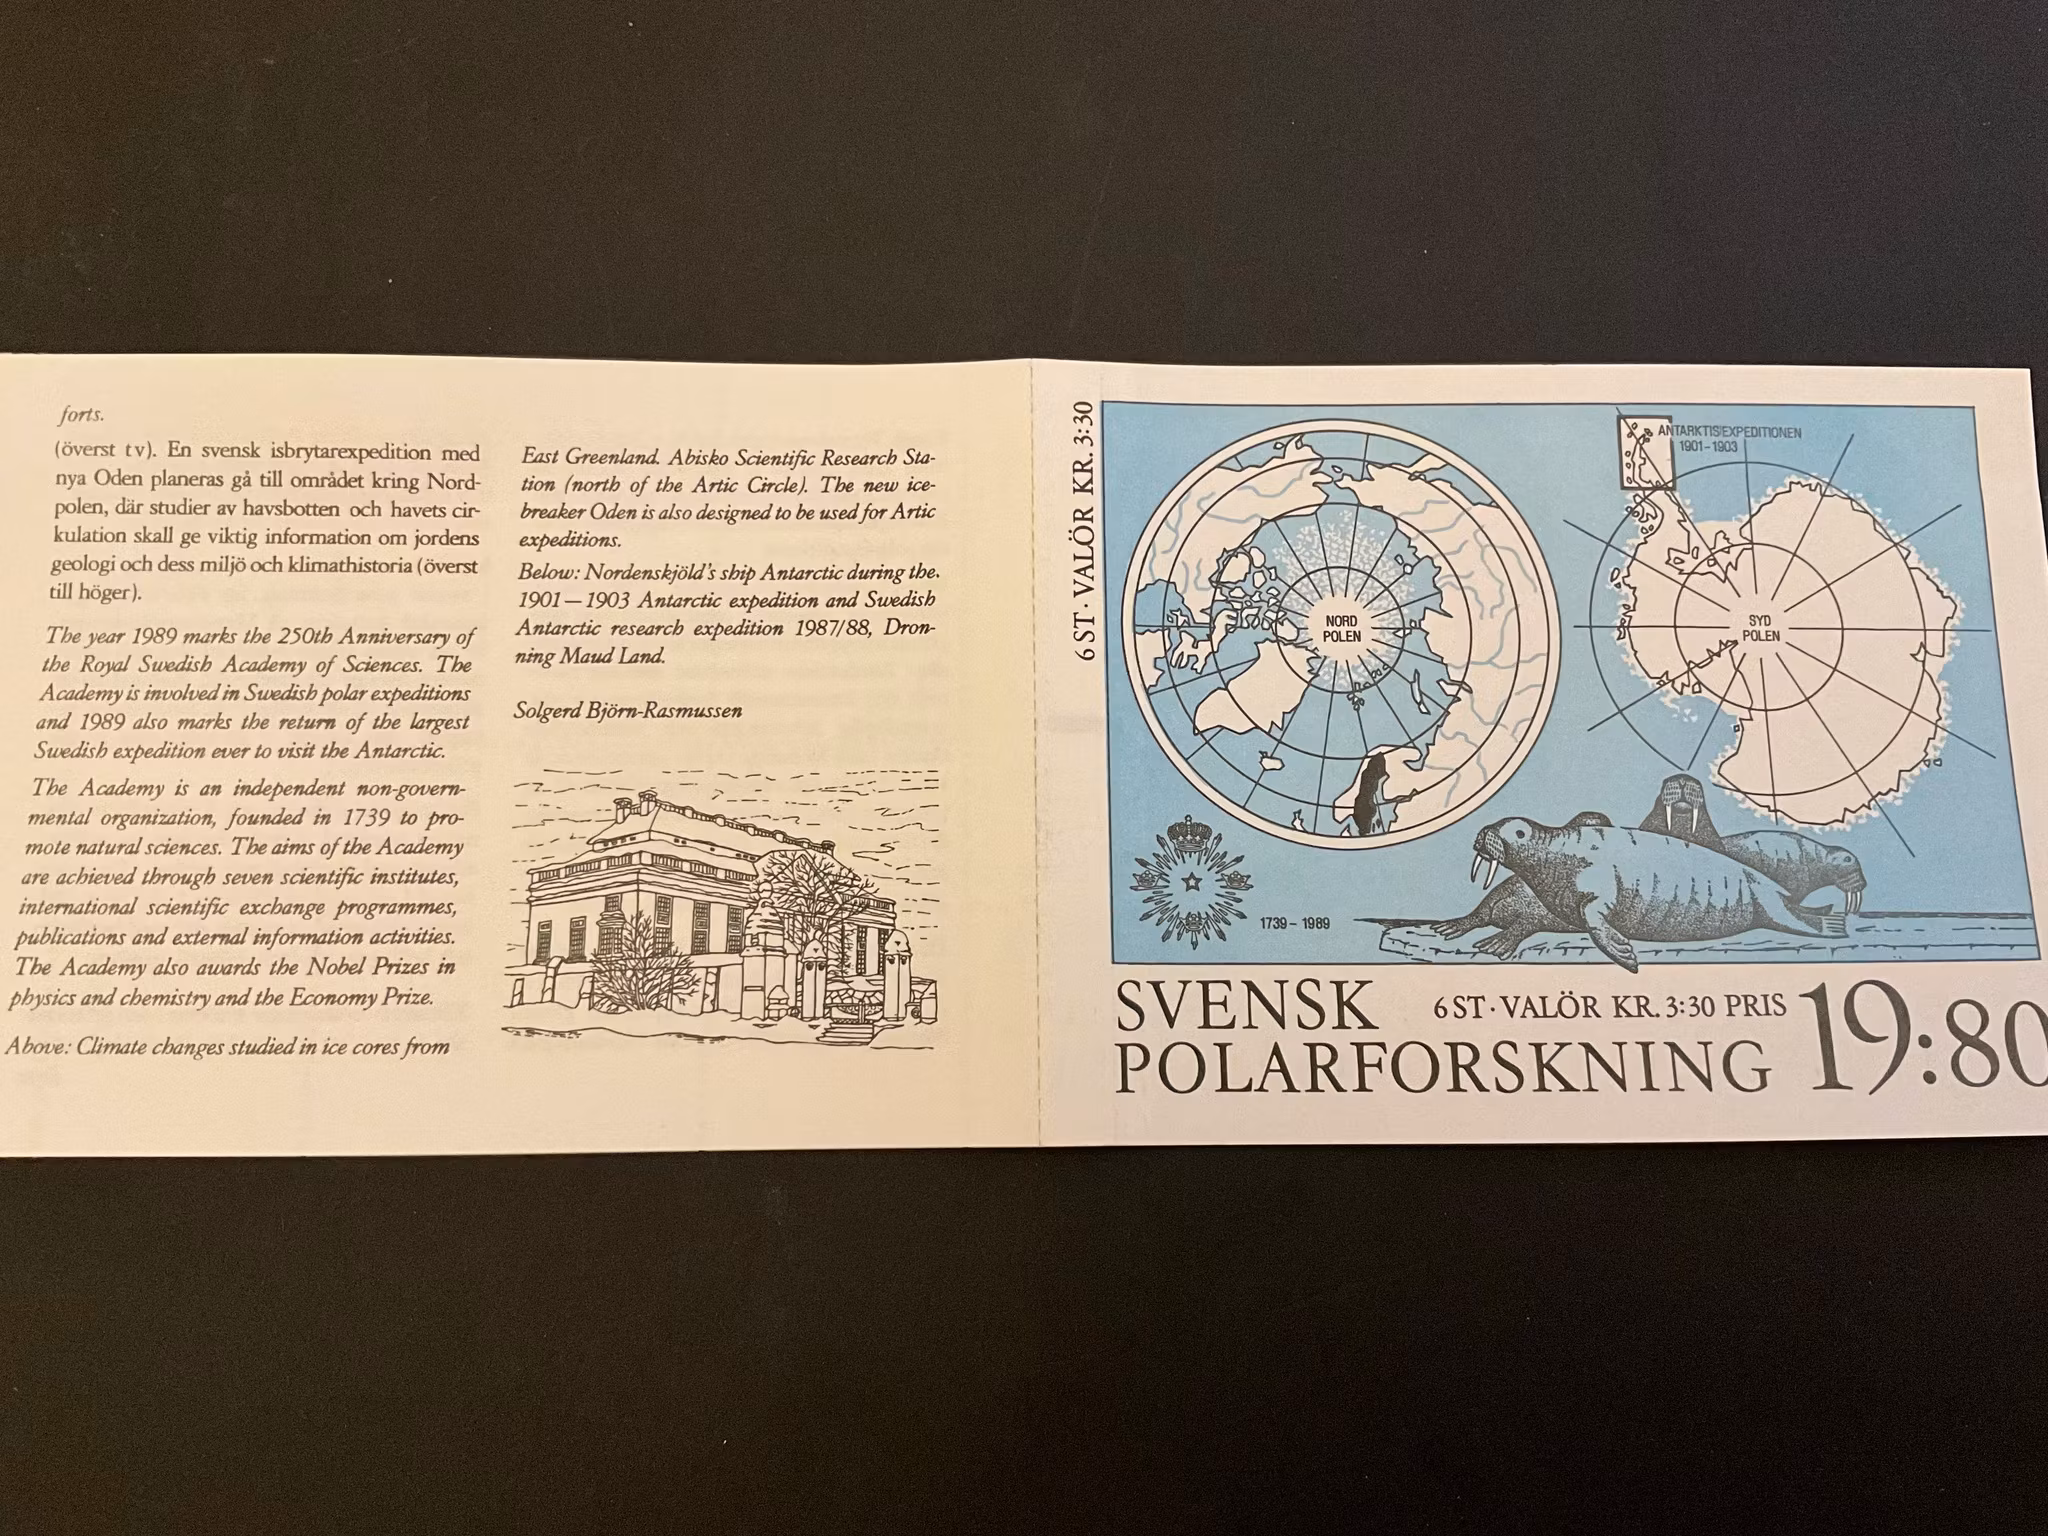 forts.
(överst tv). En svensk isbrytarexpedition med
nya Oden planeras gå till området kring Nord-
polen, där studier av havsbotten och havets cir-
kulation skall ge viktig information om jordens
geologi och dess miljö och klimathistoria (överst
till höger).
The year 1989 marks the 250th Anniversary of
the Royal Swedish Academy of Sciences. The
Academy is involved in Swedish polar expeditions
and 1989 also marks the return of the largest
Swedish expedition ever to visit the Antarctic.
The Academy is an independent non-govern-
mental organization, founded in 1739 to pro-
mote natural sciences. The aims of the Academy
are achieved through seven scientific institutes,
international scientific exchange programmes,
publications and external information activities.
The Academy also awards the Nobel Prizes in
physics and chemistry and the Economy Prize.
Above: Climate changes studied in ice cores from
East Greenland. Abisko Scientific Research Sta-
tion (north of the Artic Circle). The new ice-
breaker Oden is also designed to be used for Artic
expeditions.
Below: Nordenskjöld's ship Antarctic during the.
1901—1903 Antarctic expedition and Swedish
Antarctic research expedition 1987/88, Dron-
ning Maud Land.
Solgerd Björn-Rasmussen
6 ST · VALÖR KR. 3:30
ANTARKTISEXPEDITIONEN
1901–1903
NORD
POLEN
SYD
POLEN
1739 – 1989
SVENSK
POLARFORSKNING
6 ST · VALÖR KR. 3:30 PRIS
19:80